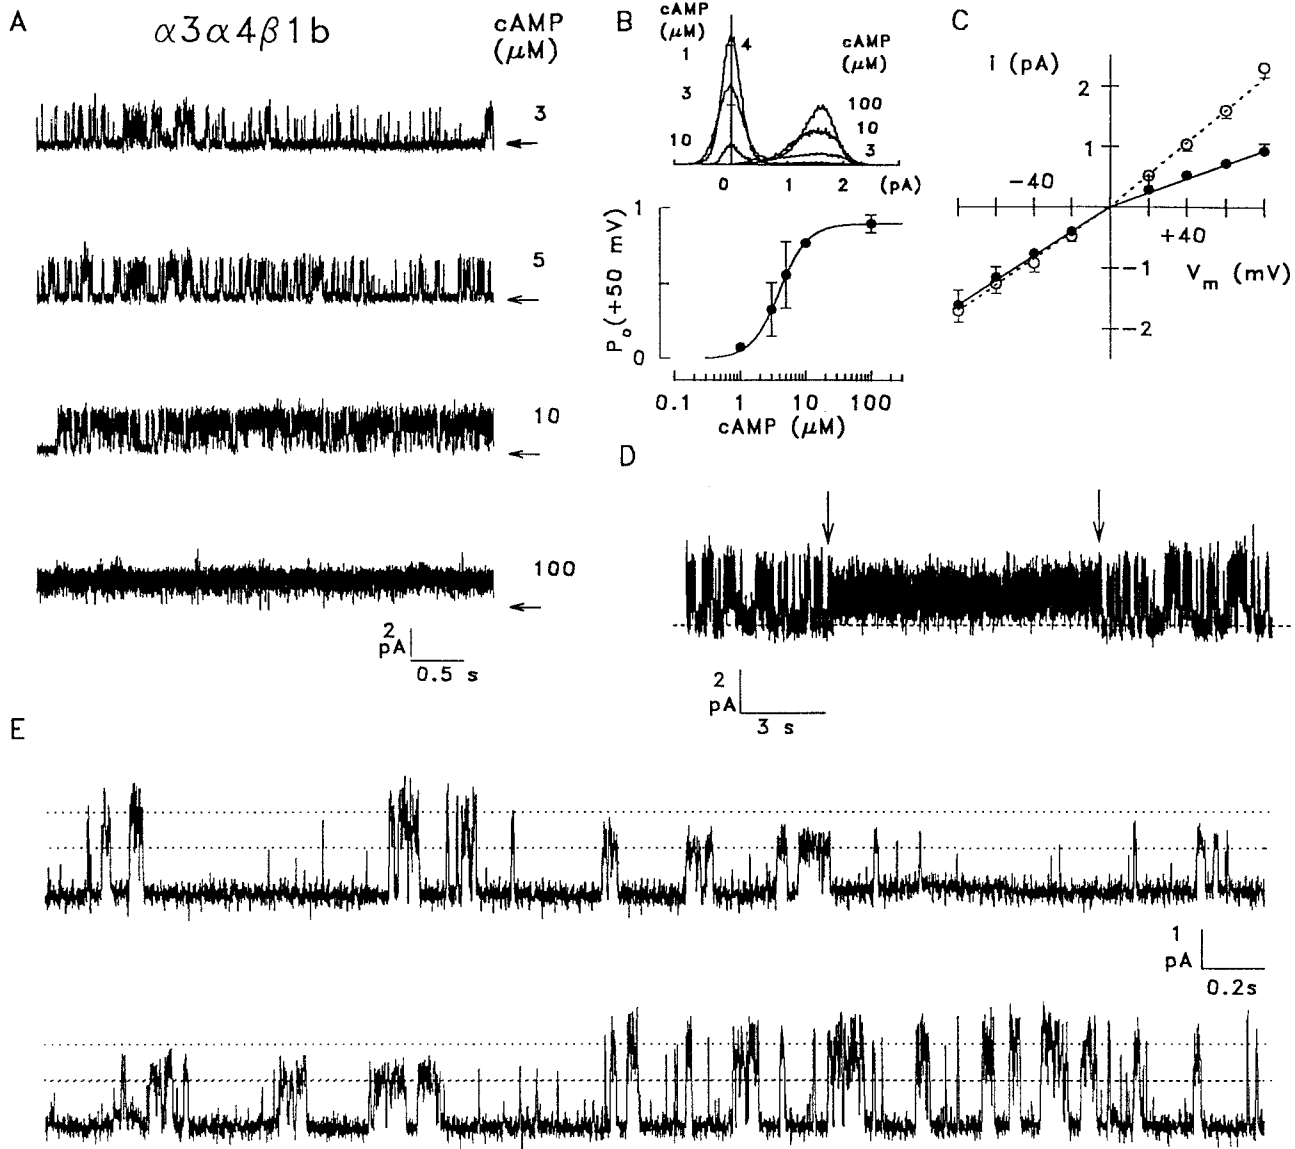 A
α3α4β1b
cAMP
(μM)
3
5
10
100
2
pA
0.5 s
B
cAMP
(μM)
1
3
10
4
cAMP
(μM)
100
10
3
0 1 2 (pA)
Po(+50 mV)
1
0
0.1 1 10 100
cAMP (μM)
C
i (pA)
2
1
-40
+40
-1
-2
Vm (mV)
D
2
pA
3 s
E
1
pA
0.2s